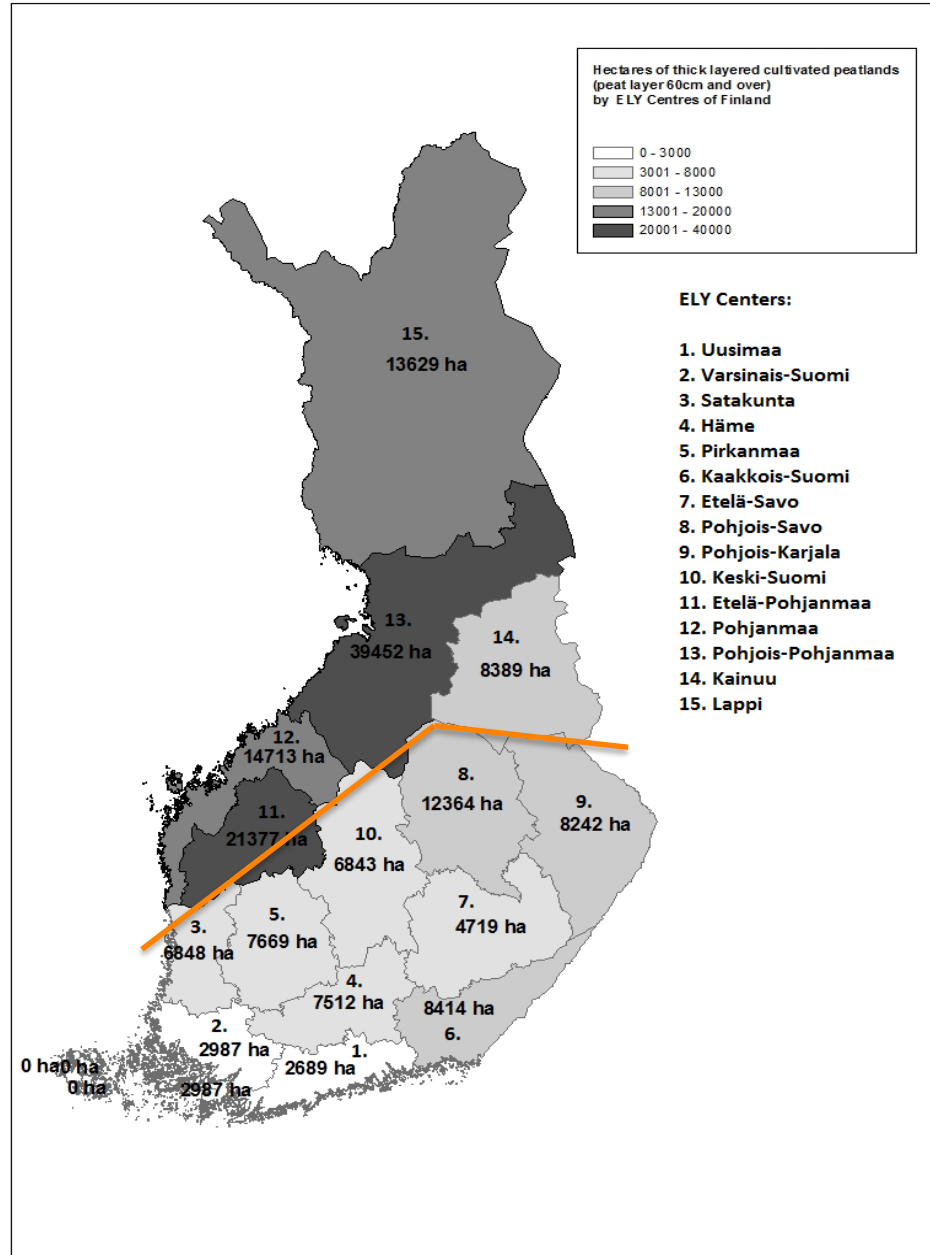 Hectares of thick layered cultivated peatlands
(peat layer 60cm and over)
by ELY Centres of Finland
0 - 3000
3001 - 8000
8001 - 13000
13001 - 20000
20001 - 40000
ELY Centers:
1. Uusimaa
2. Varsinais-Suomi
3. Satakunta
4. Häme
5. Pirkanmaa
6. Kaakkois-Suomi
7. Etelä-Savo
8. Pohjois-Savo
9. Pohjois-Karjala
10. Keski-Suomi
11. Etelä-Pohjanmaa
12. Pohjanmaa
13. Pohjois-Pohjanmaa
14. Kainuu
15. Lappi
15.
13629 ha
13.
39452 ha
14.
8389 ha
12.
14713 ha
11.
21377 ha
10.
6843 ha
8.
12364 ha
9.
8242 ha
3.
6848 ha
5.
7669 ha
7.
4719 ha
4.
7512 ha
8414 ha
6.
2.
2987 ha
1.
2689 ha
0 ha
0 ha
0 ha
2987 ha